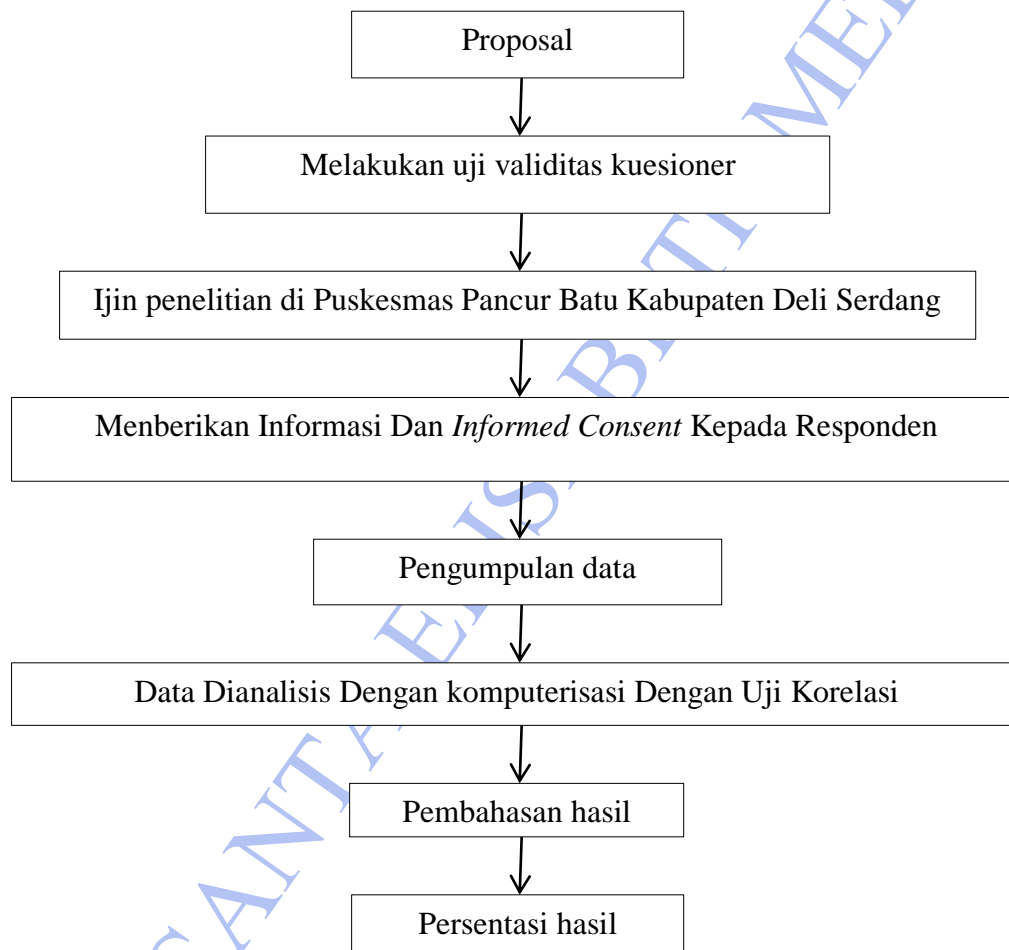 Proposal
Melakukan uji validitas kuesioner
Ijin penelitian di Puskesmas Pancur Batu Kabupaten Deli Serdang
Menberikan Informasi Dan Informed Consent Kepada Responden
Pengumpulan data
Data Dianalisis Dengan komputerisasi Dengan Uji Korelasi
Pembahasan hasil
Persentasi hasil